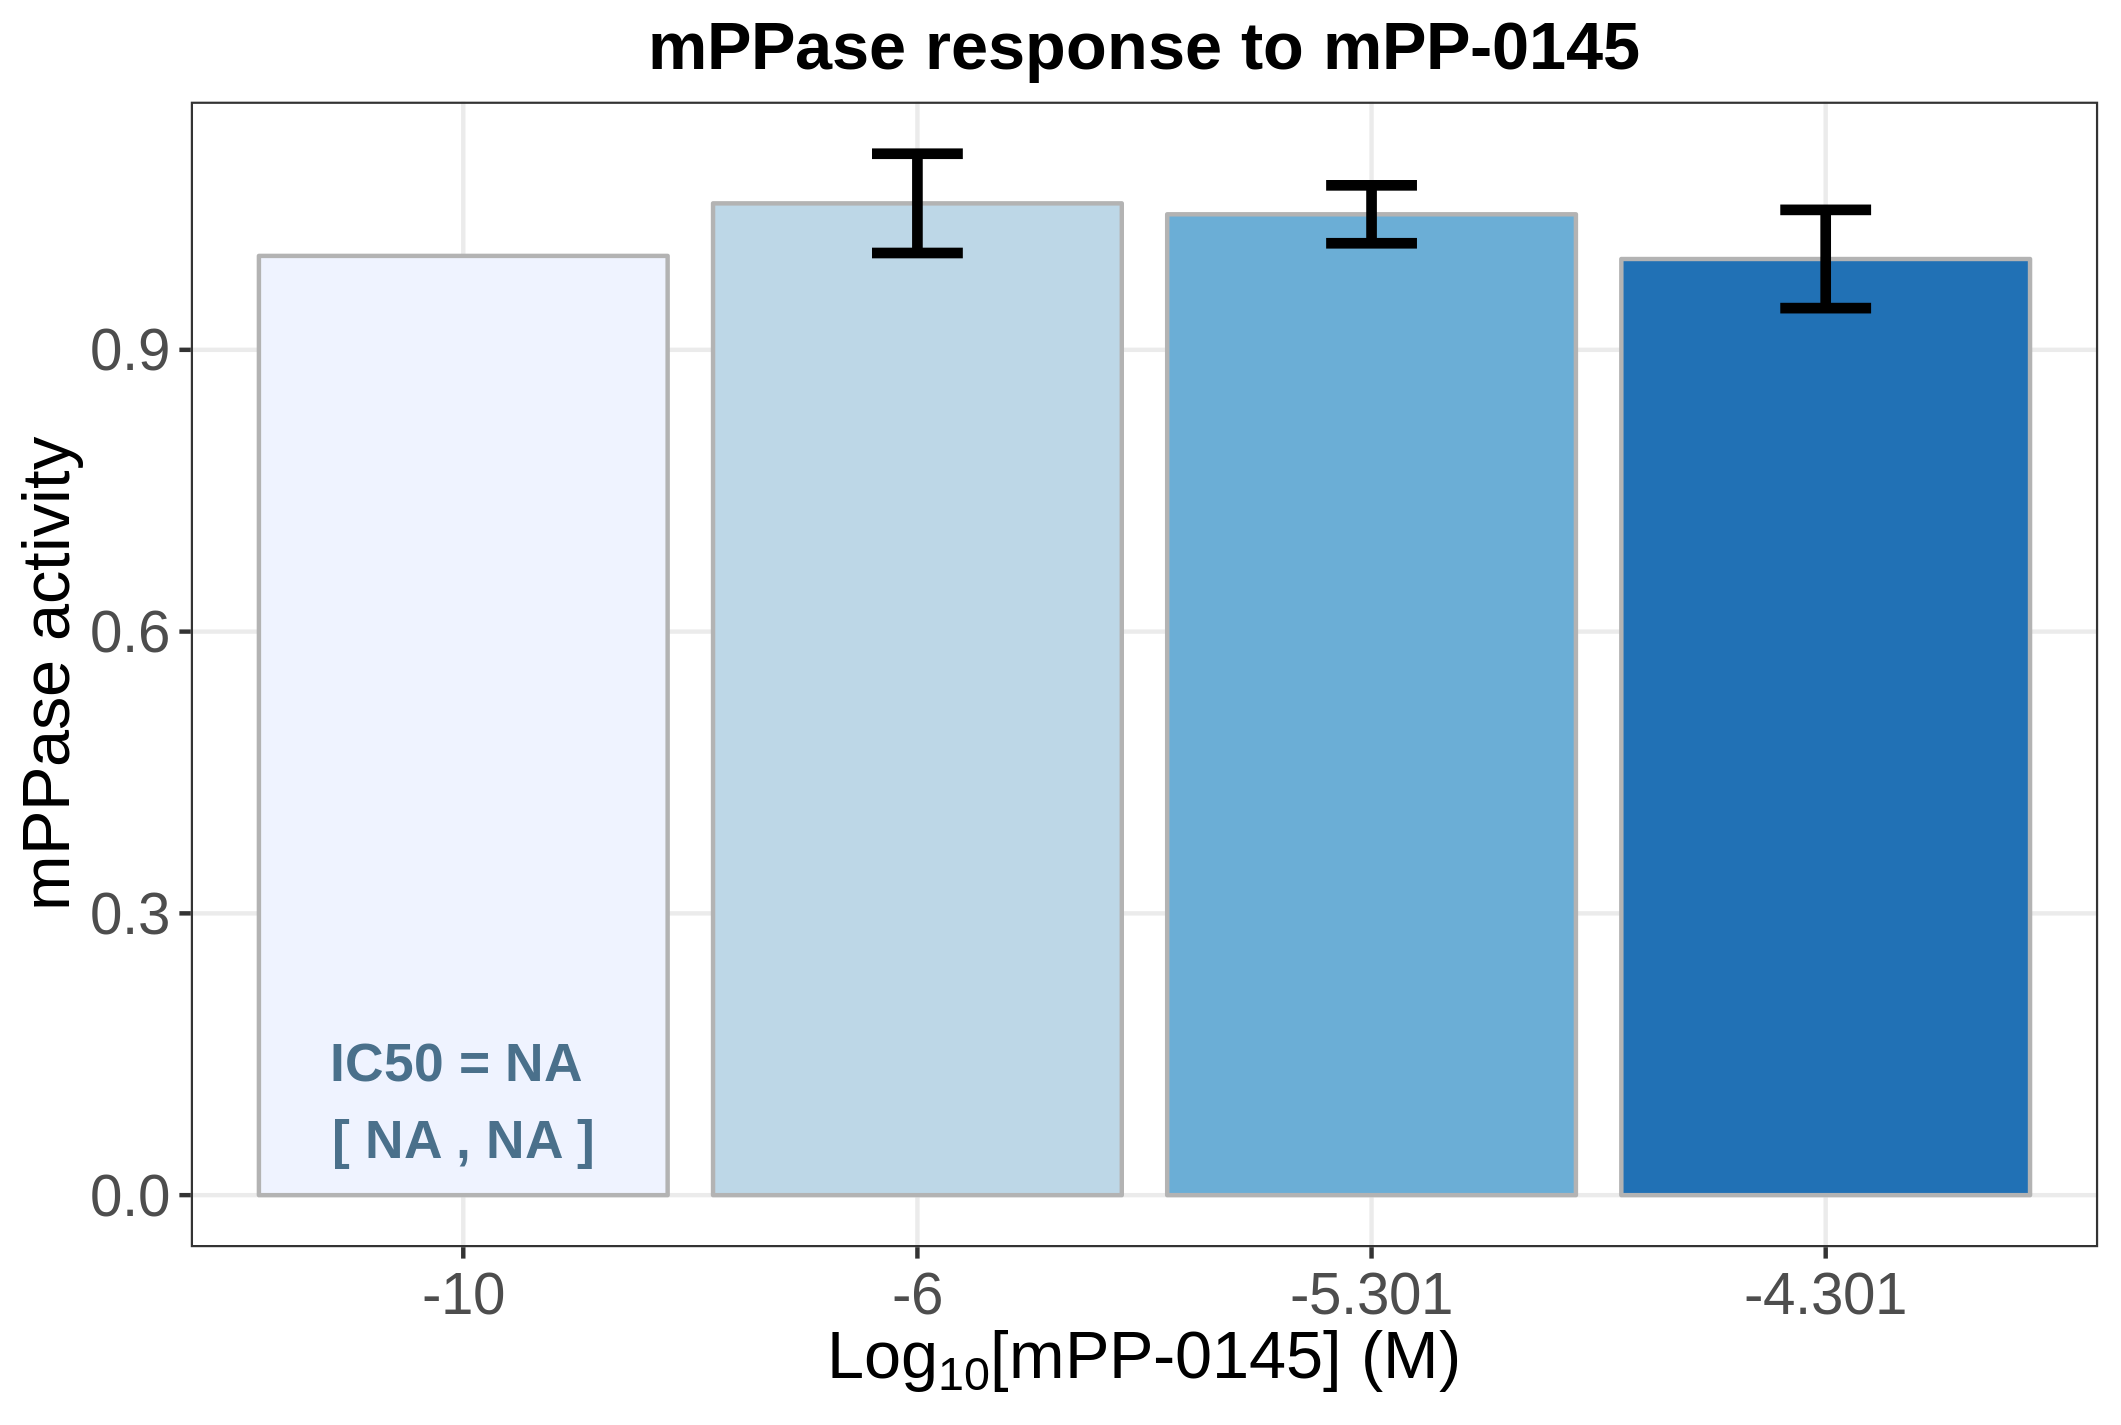 mPPase response to mPP-0145
mPPase activity
0.9
0.6
0.3
0.0
IC50 = NA
[ NA , NA ]
-10
-6
-5.301
-4.301
Log10[mPP-0145] (M)